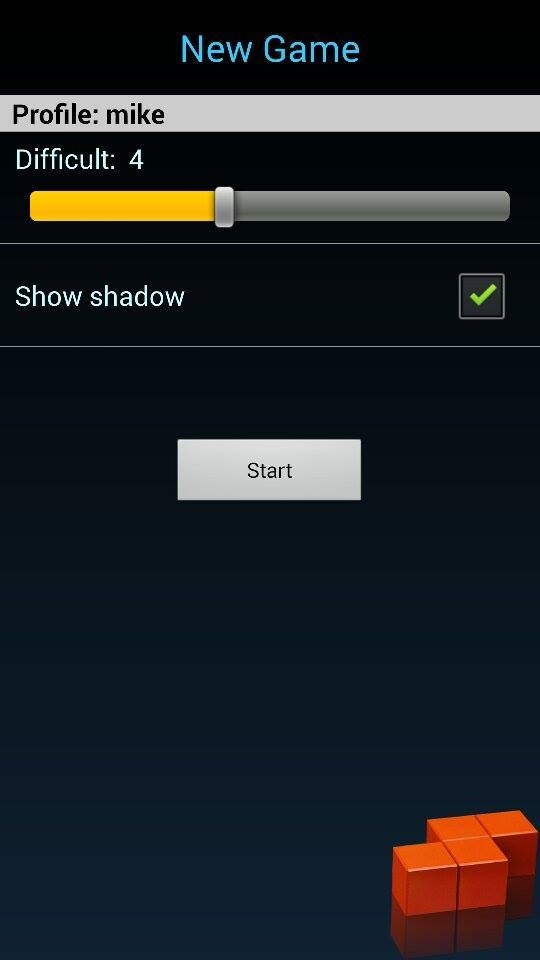 New Game
Profile: mike
Difficult: 4
Show shadow
Start